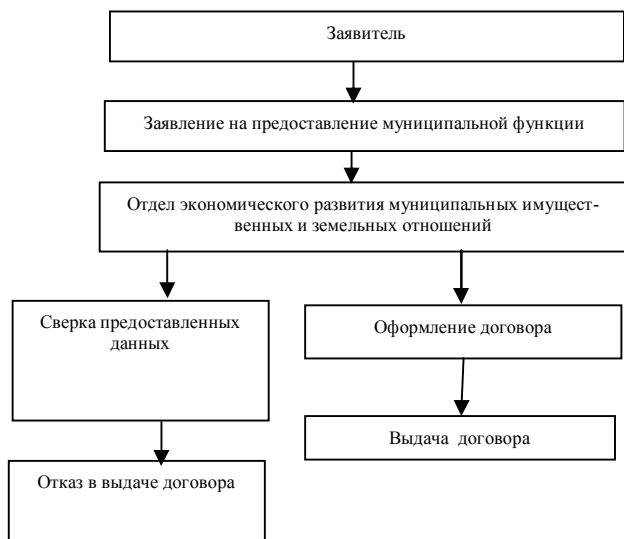 Заявитель
Заявление на предоставление муниципальной функции
Отдел экономического развития муниципальных имущест-
венных и земельных отношений
Сверка предоставленных
данных
Оформление договора
Выдача договора
Отказ в выдаче договора